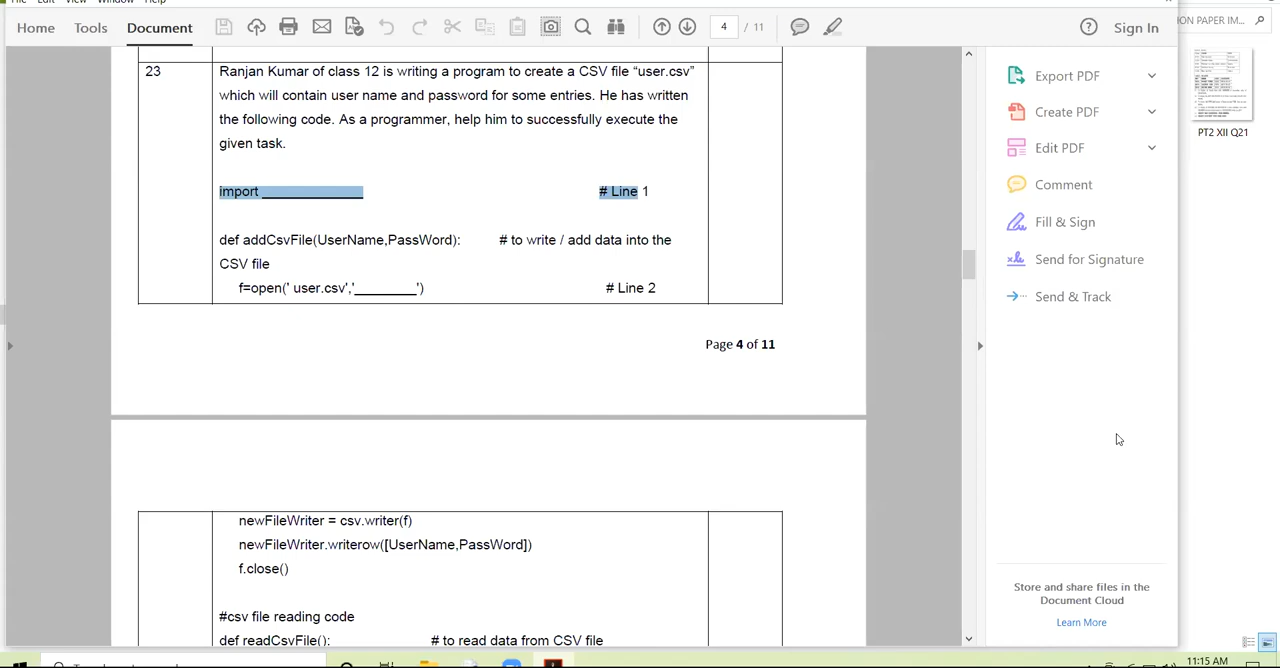 Home Tools Document 4 / 11 Sign In
ION PAPER IM...
23 Ranjan Kumar of class 12 is writing a program to create a CSV file “user.csv”
which will contain user name and password for some entries. He has written
the following code. As a programmer, help him to successfully execute the
given task.
import ______________ # Line 1
def addCsvFile(UserName,PassWord): # to write / add data into the
CSV file
f=open(' user.csv','________') # Line 2
Page 4 of 11
newFileWriter = csv.writer(f)
newFileWriter.writerow([UserName,PassWord])
f.close()
#csv file reading code
def readCsvFile(): # to read data from CSV file
Export PDF
Create PDF
Edit PDF
Comment
Fill & Sign
Send for Signature
Send & Track
Store and share files in the
Document Cloud
Learn More
PT2 XII Q21
11:15 AM